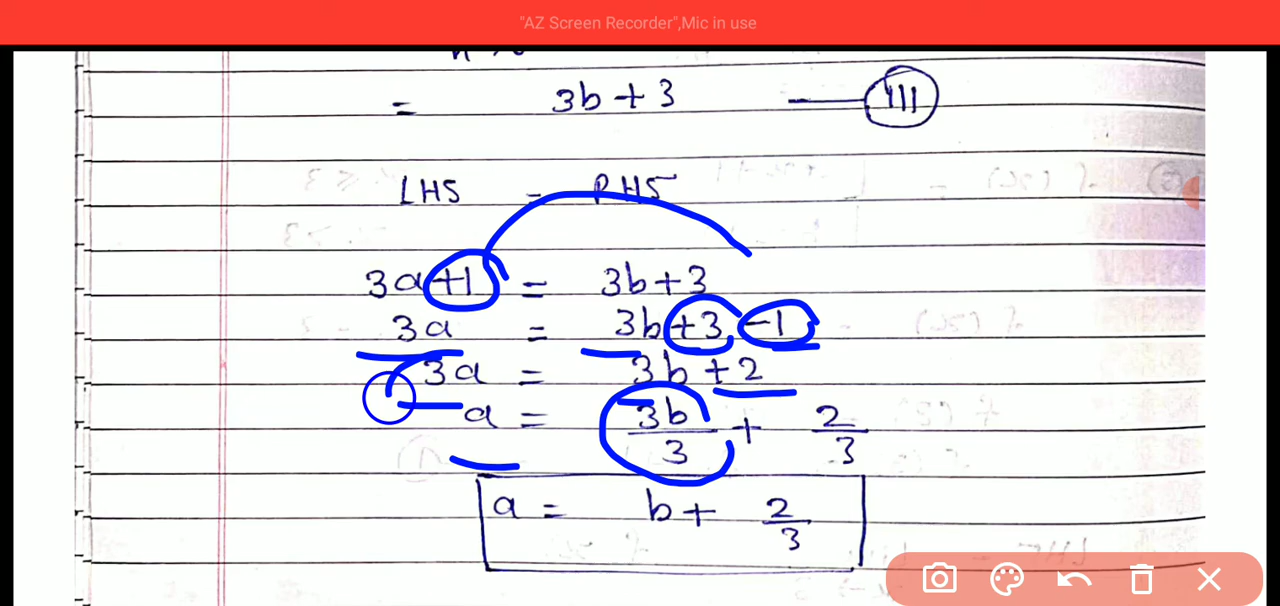 "AZ Screen Recorder",Mic in use
= 3b + 3 — III
LHS = RHS
3a + 1 = 3b + 3
3a = 3b + 3 - 1
3a = 3b + 2
a = 3b/3 + 2/3
a = b + 2/3